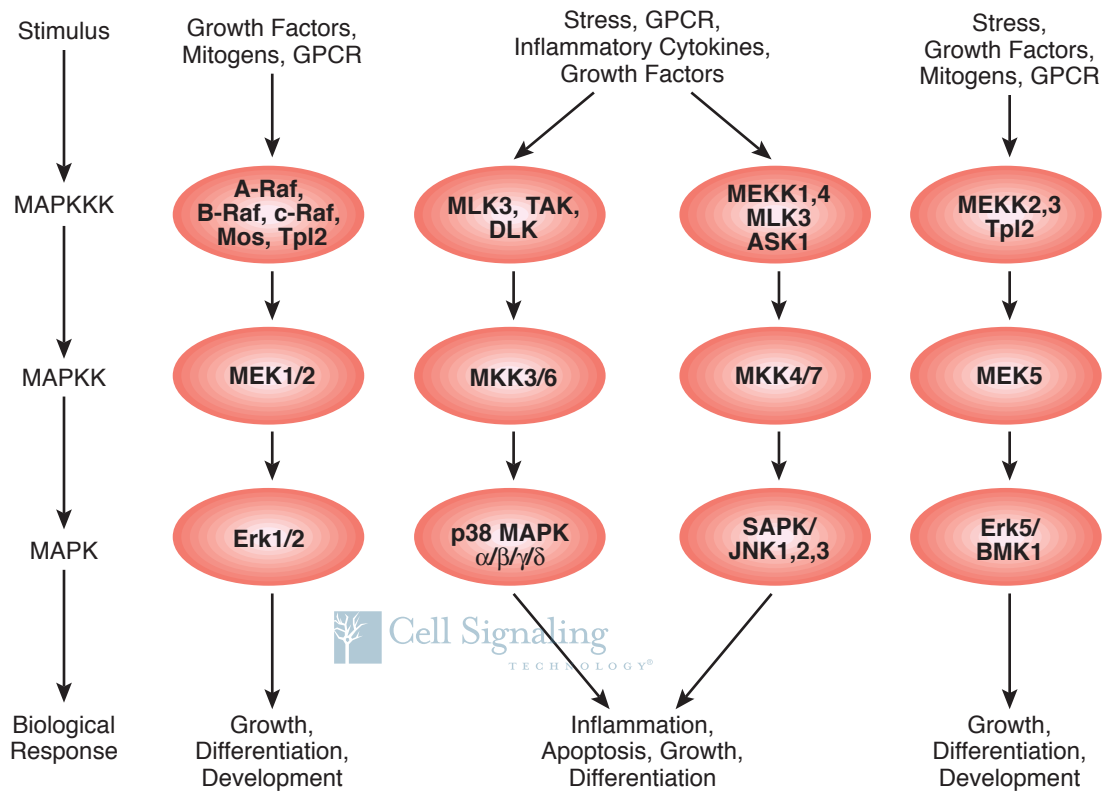 Stimulus
Growth Factors,
Mitogens, GPCR
Stress, GPCR,
Inflammatory Cytokines,
Growth Factors
Stress,
Growth Factors,
Mitogens, GPCR
MAPKKK
A-Raf,
B-Raf, c-Raf,
Mos, Tpl2
MLK3, TAK,
DLK
MEKK1,4
MLK3
ASK1
MEKK2,3
Tpl2
MAPKK
MEK1/2
MKK3/6
MKK4/7
MEK5
MAPK
Erk1/2
p38 MAPK
α/β/γ/δ
SAPK/
JNK1,2,3
Erk5/
BMK1
Cell Signaling
TECHNOLOGY®
Biological
Response
Growth,
Differentiation,
Development
Inflammation,
Apoptosis, Growth,
Differentiation
Growth,
Differentiation,
Development